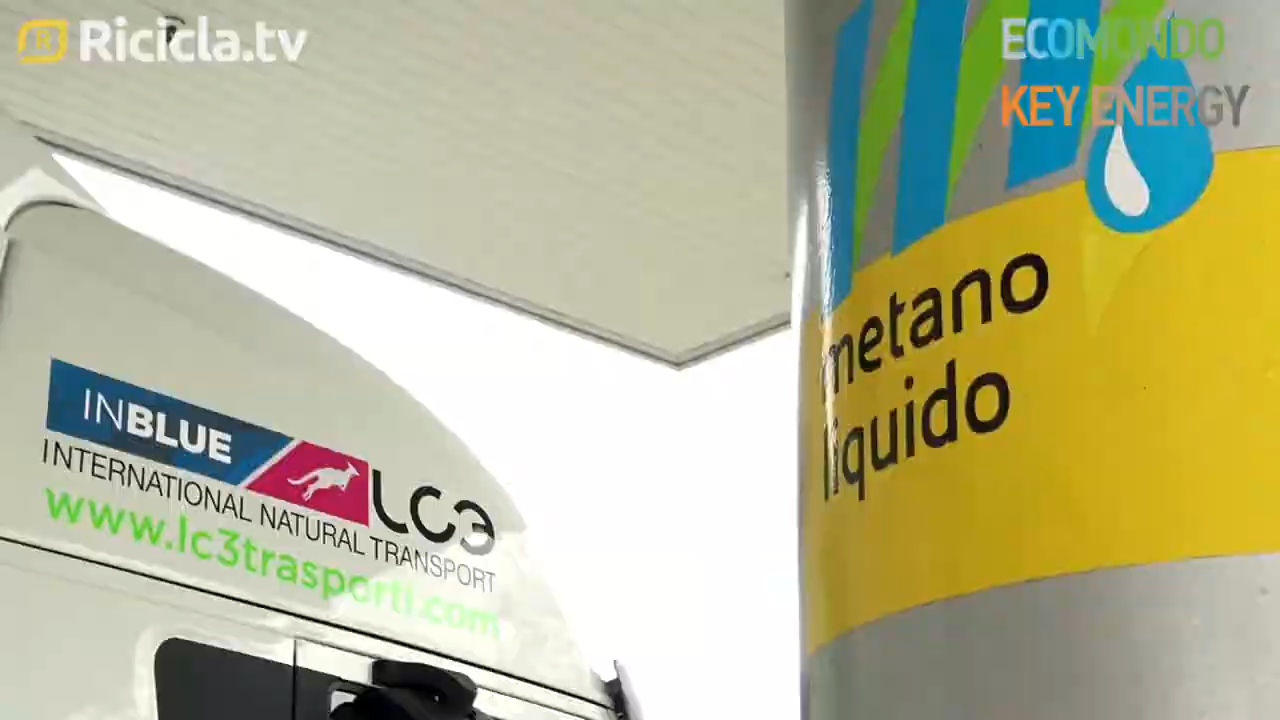 Ricicla.tv
ECOMONDO
KEY ENERGY
metano
liquido
INBLUE
LC3
INTERNATIONAL NATURAL TRANSPORT
www.lc3trasporti.com